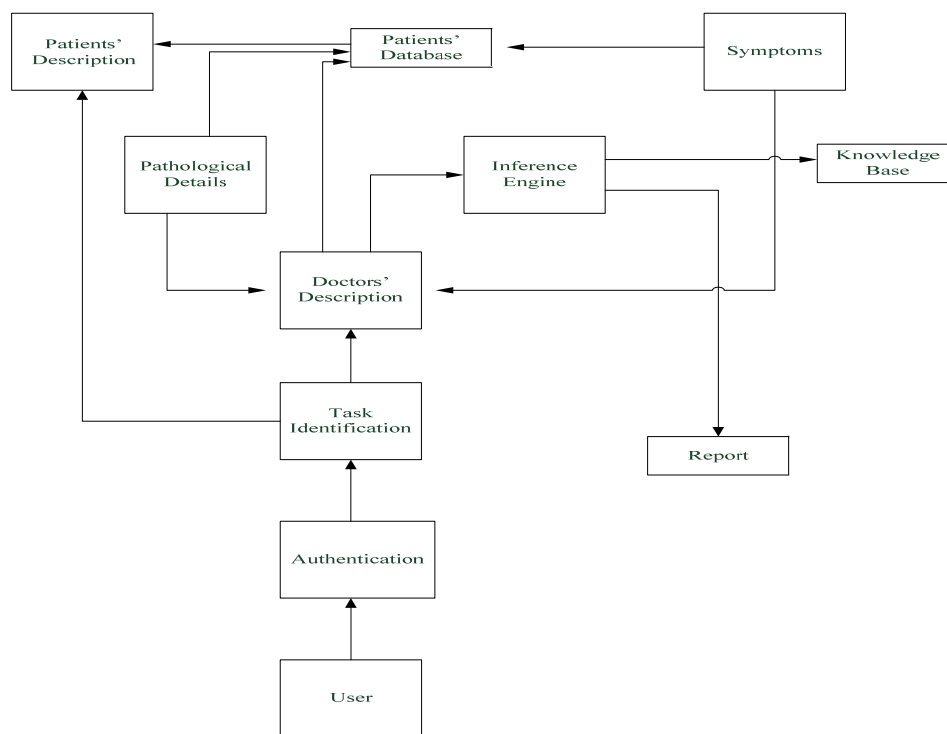 Patients’
Description
Patients’
Database
Symptoms
Pathological
Details
Inference
Engine
Knowledge
Base
Doctors’
Description
Task
Identification
Report
Authentication
User